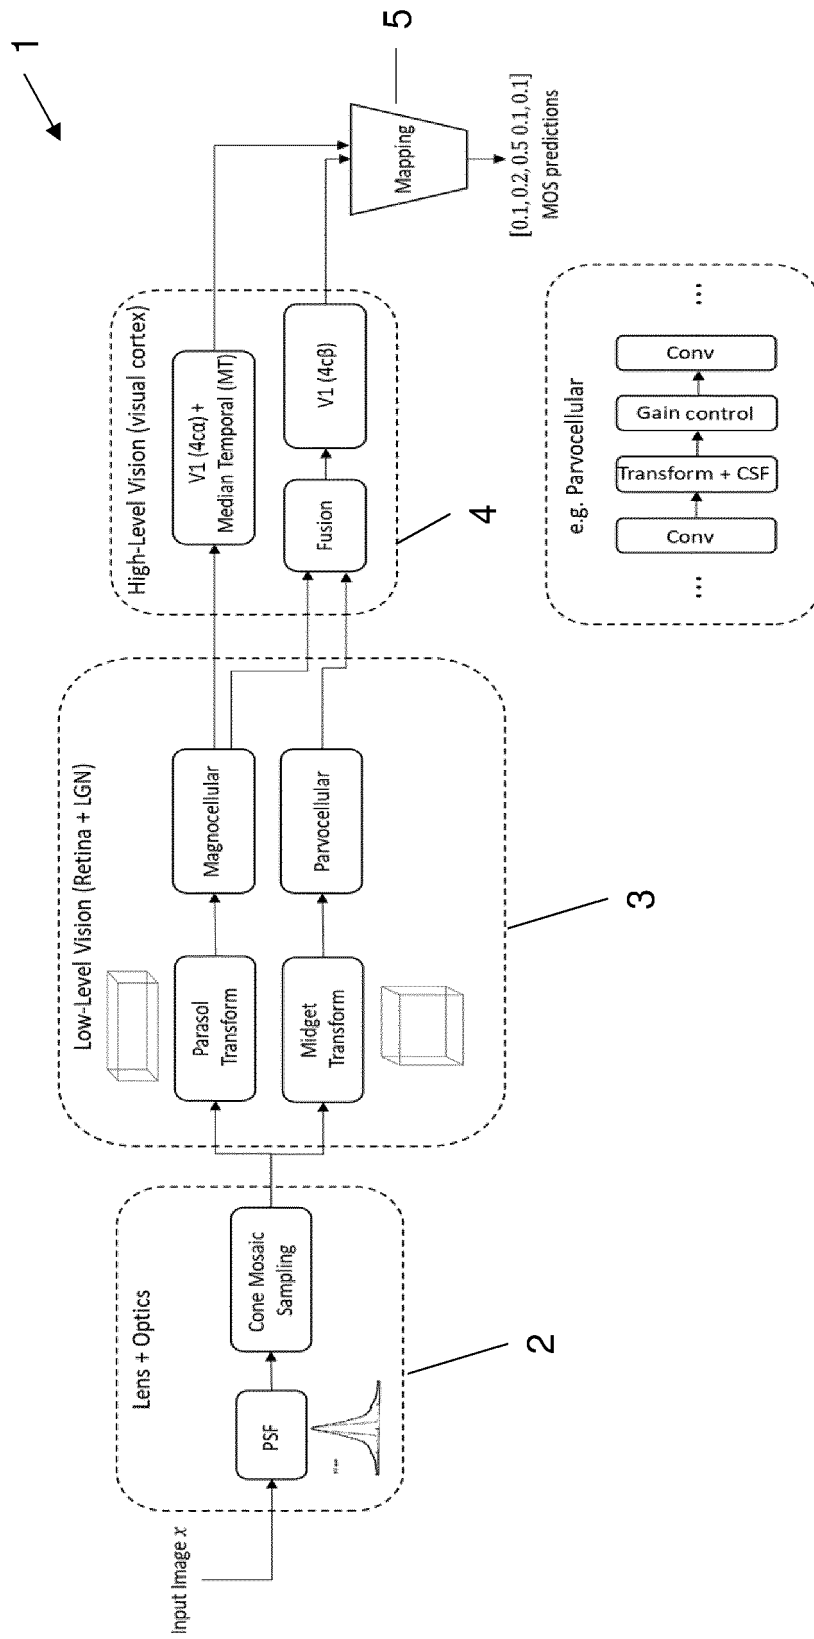 1
Input Image x
Lens + Optics
PSF
Cone Mosaic
Sampling
2
Low-Level Vision (Retina + LGN)
Parasol
Transform
Magnocellular
Midget
Transform
Parvocellular
3
High-Level Vision (visual cortex)
V1 (4cα) +
Median Temporal (MT)
Fusion
V1 (4cβ)
4
Mapping
5
[0.1, 0.2, 0.5 0.1, 0.1]
MOS predictions
e.g. Parvocellular
...
Conv
Transform + CSF
Gain control
Conv
...